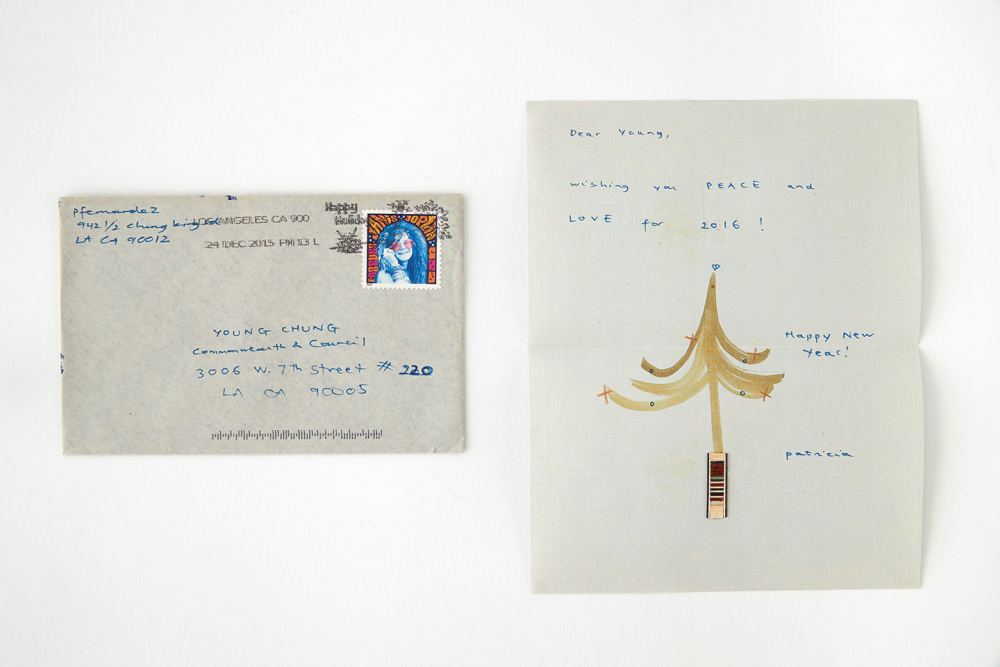 pfernandez
942 1/2 chung king rd
LA CA 90012
LOS ANGELES CA 900
24 DEC 2015 PM 13 L
Happy
Holidays
JANIS JOPLIN
FOREVER
USA
YOUNG CHUNG
Commonwealth & Council
3006 W. 7th Street # 220
LA CA 90005
Dear Young,
wishing you PEACE and
LOVE for 2016 !
Happy New
Year!
patricia